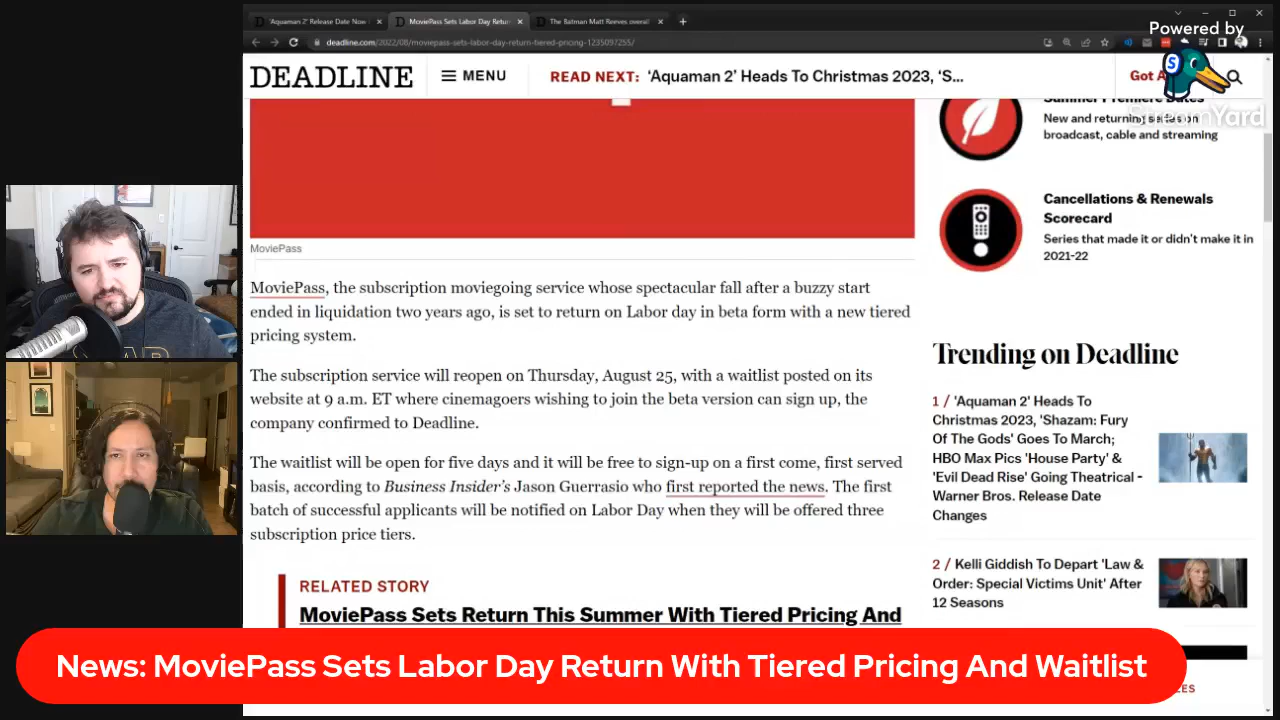 'Aquaman 2' Release Date Now
MoviePass Sets Labor Day Return
The Batman Matt Reeves overall
deadline.com/2022/08/moviepass-sets-labor-day-return-tiered-pricing-1235097255/
Powered by
StreamYard
DEADLINE
MENU
READ NEXT: 'Aquaman 2' Heads To Christmas 2023, 'S...
Got A
Summer Premiere Dates
New and returning series on
broadcast, cable and streaming
Cancellations & Renewals
Scorecard
Series that made it or didn't make it in
2021-22
MoviePass
MoviePass, the subscription moviegoing service whose spectacular fall after a buzzy start
ended in liquidation two years ago, is set to return on Labor day in beta form with a new tiered
pricing system.
The subscription service will reopen on Thursday, August 25, with a waitlist posted on its
website at 9 a.m. ET where cinemagoers wishing to join the beta version can sign up, the
company confirmed to Deadline.
The waitlist will be open for five days and it will be free to sign-up on a first come, first served
basis, according to Business Insider's Jason Guerrasio who first reported the news. The first
batch of successful applicants will be notified on Labor Day when they will be offered three
subscription price tiers.
RELATED STORY
MoviePass Sets Return This Summer With Tiered Pricing And
Trending on Deadline
1 / 'Aquaman 2' Heads To
Christmas 2023, 'Shazam: Fury
Of The Gods' Goes To March;
HBO Max Pics 'House Party' &
'Evil Dead Rise' Going Theatrical -
Warner Bros. Release Date
Changes
2 / Kelli Giddish To Depart 'Law &
Order: Special Victims Unit' After
12 Seasons
News: MoviePass Sets Labor Day Return With Tiered Pricing And Waitlist